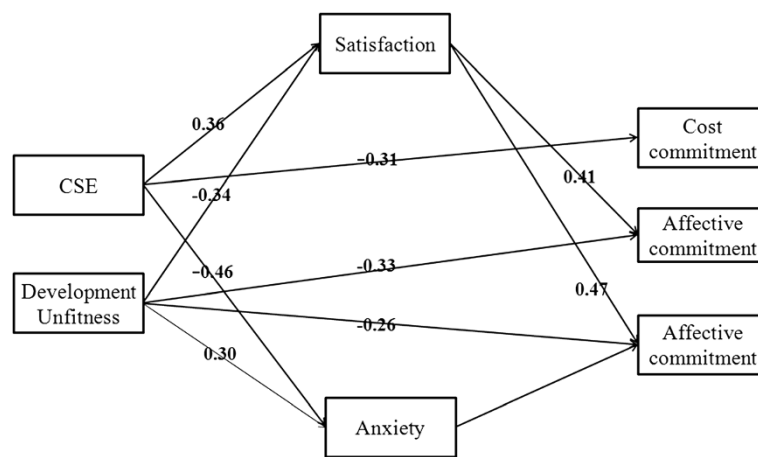 Satisfaction
Cost
commitment
0.36
−0.31
CSE
-0.34
0.41
Affective
commitment
−0.46
-0.33
Development
Unfitness
0.47
-0.26
Affective
commitment
0.30
Anxiety